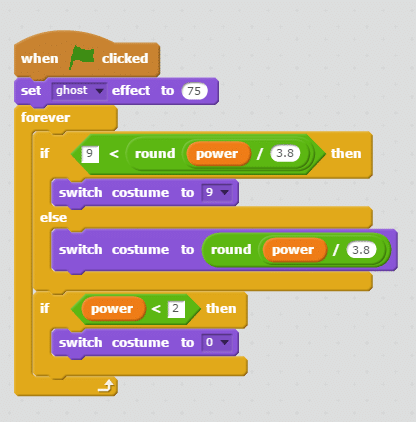 when clicked
set ghost effect to 75
forever
if 9 < round power / 3.8 then
switch costume to 9
else
switch costume to round power / 3.8
if power < 2 then
switch costume to 0